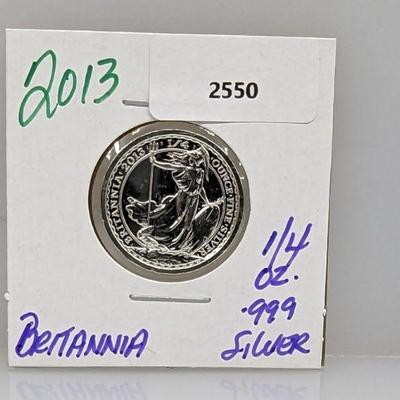 2013
2550
BRITANNIA · 2013 · 1/4 OUNCE · FINE SILVER
1/4
OZ.
.999
SILVER
BRITANNIA